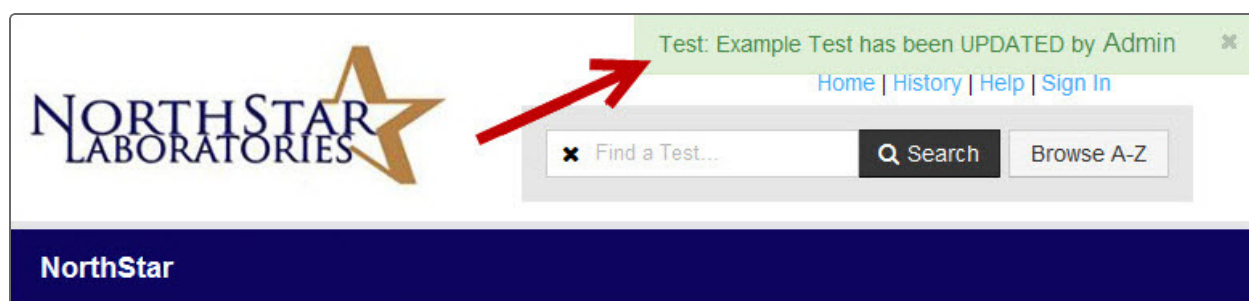 Test: Example Test has been UPDATED by Admin
Home | History | Help | Sign In
NORTHSTAR
LABORATORIES
Find a Test...
Search
Browse A-Z
NorthStar